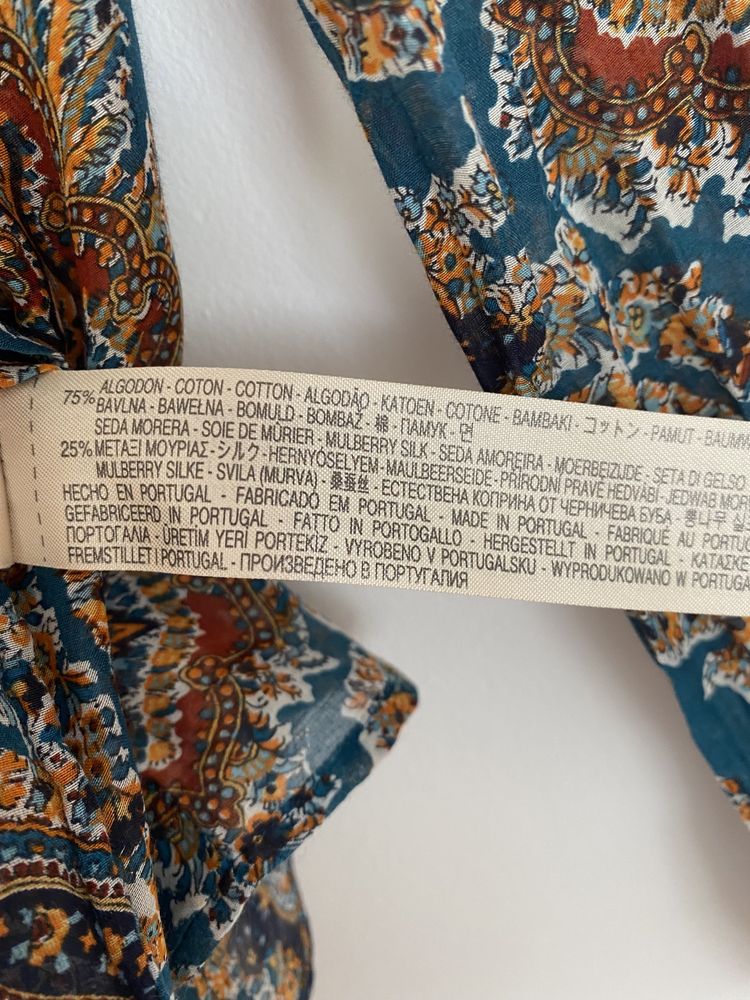 75% ALGODON - COTON - COTTON - ALGODÃO - KATOEN - COTONE - BAMBAKI - コットン - PAMUT - BAUMW
BAVLNA - BAWEŁNA - BOMULD - BOMBAŽ - 棉 - ПАМУК - 면
SEDA MORERA - SOIE DE MÛRIER - MULBERRY SILK - SEDA AMOREIRA - MOERBEIZIJDE - SETA DI GELSO
25% ΜΕΤΑΞΙ ΜΟΥΡΙΑΣ - シルク - HERNYÓSELYEM - MAULBEERSEIDE - PŘÍRODNÍ PRAVÉ HEDVÁBÍ - JEDWAB MOR
MULBERRY SILKE - SVILA (MURVA) - 桑蚕丝 - ЕСТЕСТВЕНА КОПРИНА ОТ ЧЕРНИЧЕВА БУБА - 뽕나무 실
HECHO EN PORTUGAL - FABRICADO EM PORTUGAL - MADE IN PORTUGAL - FABRIQUÉ AU PORTUG
GEFABRICEERD IN PORTUGAL - FATTO IN PORTOGALLO - HERGESTELLT IN PORTUGAL - ΚΑΤΑΣΚΕ
ΠΟΡΤΟΓΑΛΙΑ - ÜRETİM YERİ PORTEKİZ - VYROBENO V PORTUGALSKU - WYPRODUKOWANO W PORTUGA
FREMSTILLET I PORTUGAL - ПРОИЗВЕДЕНО В ПОРТУГАЛИЯ